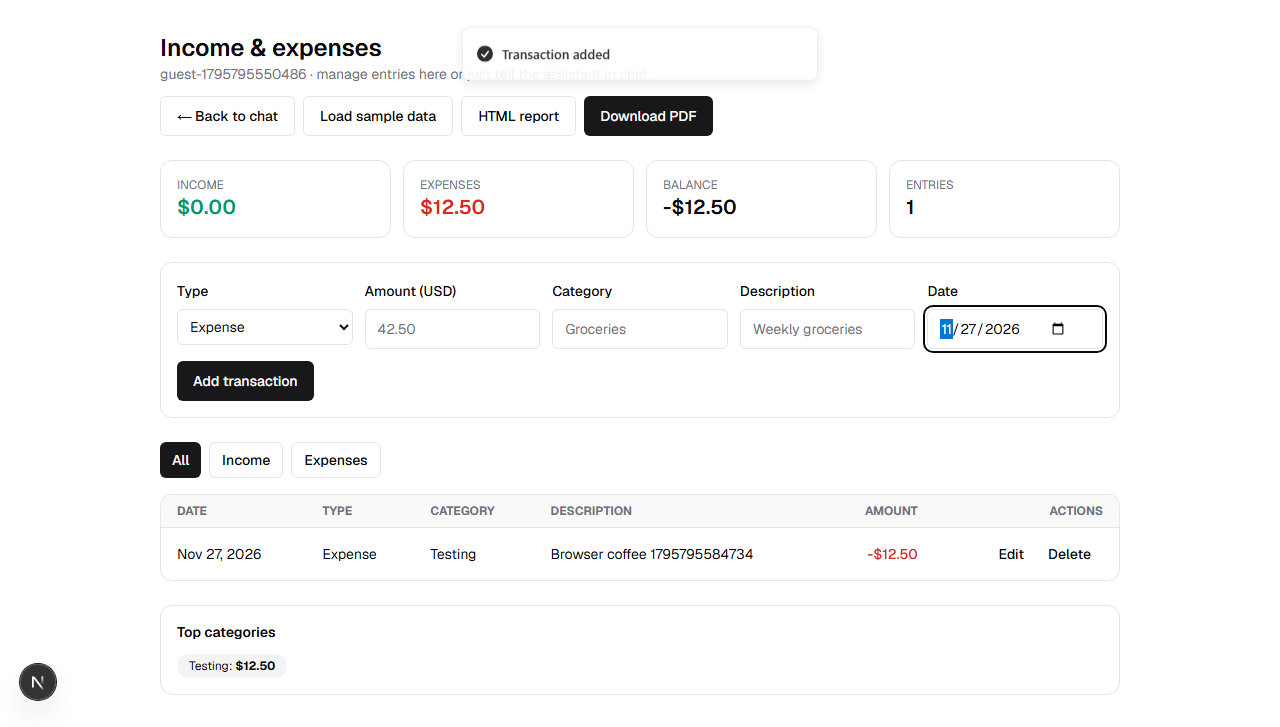 Income & expenses
Transaction added
guest-1795795550486 · manage entries here or just tell the assistant in chat.
← Back to chat
Load sample data
HTML report
Download PDF
INCOME
$0.00
EXPENSES
$12.50
BALANCE
-$12.50
ENTRIES
1
Type
Amount (USD)
Category
Description
Date
Expense
42.50
Groceries
Weekly groceries
11/27/2026
Add transaction
All
Income
Expenses
DATE TYPE CATEGORY DESCRIPTION AMOUNT ACTIONS
Nov 27, 2026 Expense Testing Browser coffee 1795795584734 -$12.50 Edit Delete
Top categories
Testing: $12.50
N